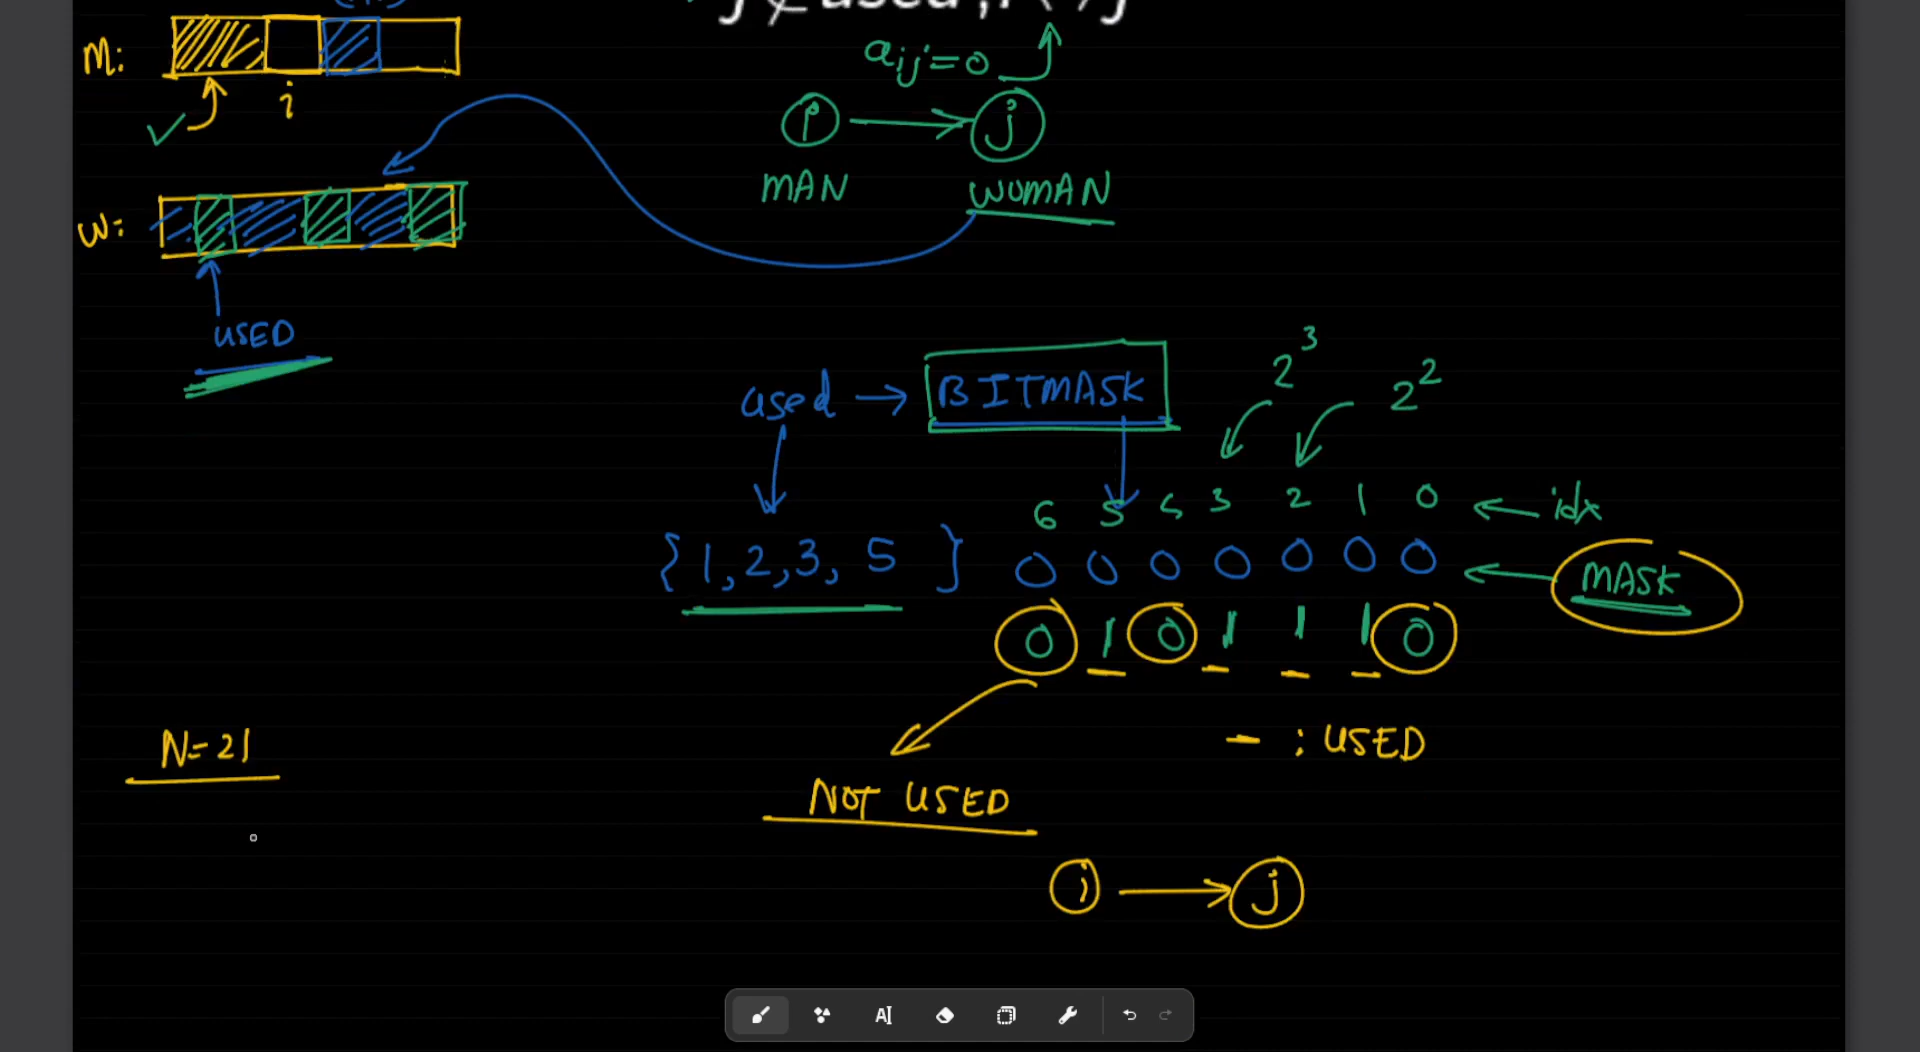 j ∉ used, i → j
M:
a_ij = 0
i
i → j
MAN WOMAN
W:
USED
used → BITMASK
2^3 2^2
6 5 4 3 2 1 0 ← idx
{1,2,3, 5 } 0 0 0 0 0 0 0 ← MASK
0 1 0 1 1 1 0
N=21
- : USED
NOT USED
i → j